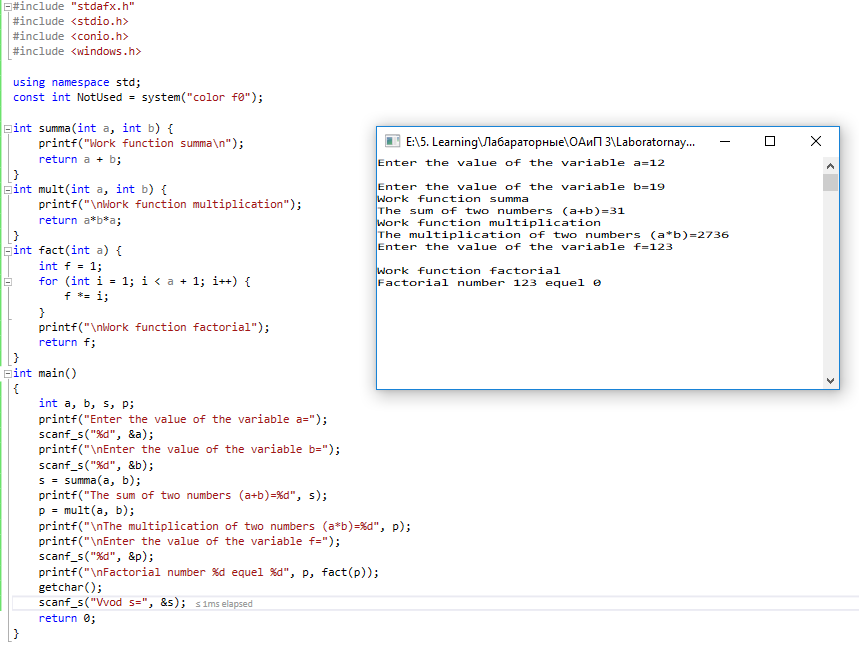 #include "stdafx.h"
#include <stdio.h>
#include <conio.h>
#include <windows.h>

using namespace std;
const int NotUsed = system("color f0");

int summa(int a, int b) {
    printf("Work function summa\n");
    return a + b;
}
int mult(int a, int b) {
    printf("\nWork function multiplication");
    return a*b*a;
}
int fact(int a) {
    int f = 1;
    for (int i = 1; i < a + 1; i++) {
        f *= i;
    }
    printf("\nWork function factorial");
    return f;
}
int main()
{
    int a, b, s, p;
    printf("Enter the value of the variable a=");
    scanf_s("%d", &a);
    printf("\nEnter the value of the variable b=");
    scanf_s("%d", &b);
    s = summa(a, b);
    printf("The sum of two numbers (a+b)=%d", s);
    p = mult(a, b);
    printf("\nThe multiplication of two numbers (a*b)=%d", p);
    printf("\nEnter the value of the variable f=");
    scanf_s("%d", &p);
    printf("\nFactorial number %d equel %d", p, fact(p));
    getchar();
    scanf_s("Vvod s=", &s); ≤ 1ms elapsed
    return 0;
}
E:\5. Learning\Лабараторные\ОАиП 3\Laboratornay...
Enter the value of the variable a=12

Enter the value of the variable b=19
Work function summa
The sum of two numbers (a+b)=31
Work function multiplication
The multiplication of two numbers (a*b)=2736
Enter the value of the variable f=123

Work function factorial
Factorial number 123 equel 0